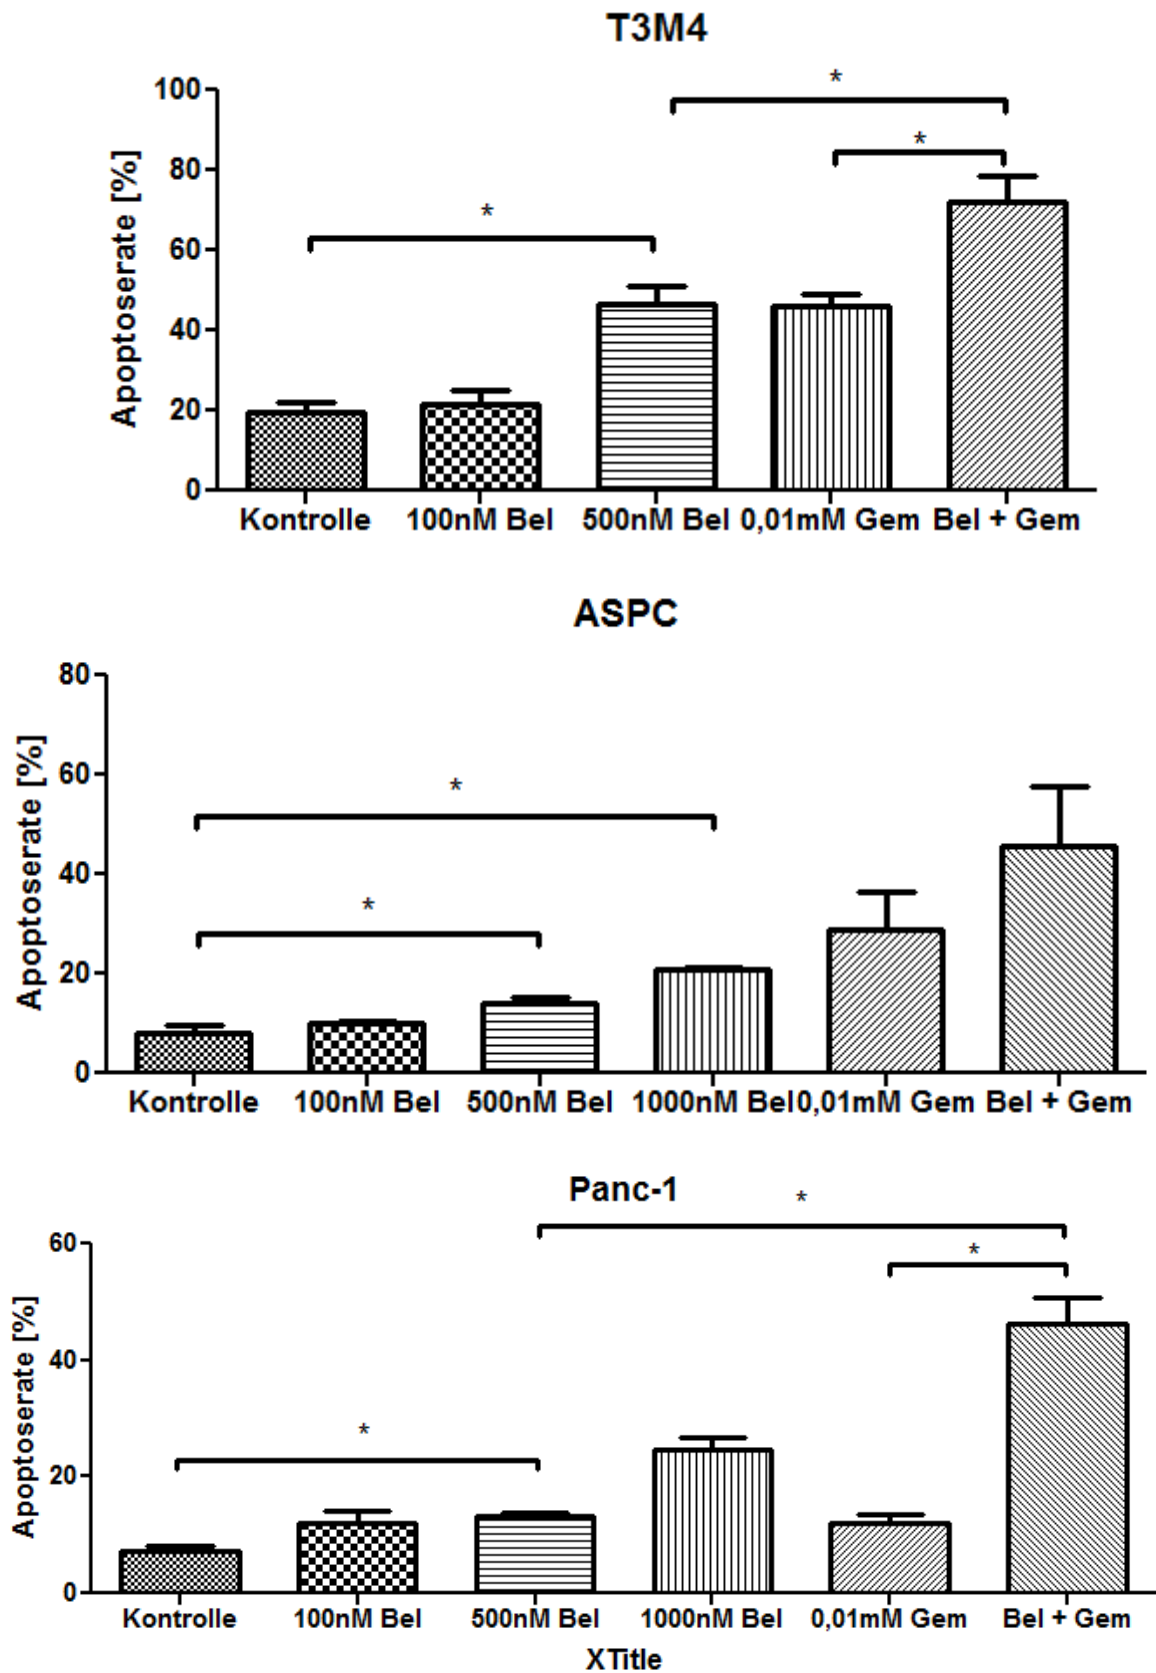 T3M4
*
*
*
Apoptoserate [%]
100
80
60
40
20
0
Kontrolle 100nM Bel 500nM Bel 0,01mM Gem Bel + Gem
ASPC
*
*
Apoptoserate [%]
80
60
40
20
0
Kontrolle 100nM Bel 500nM Bel 1000nM Bel 0,01mM Gem Bel + Gem
Panc-1
*
*
*
Apoptoserate [%]
60
40
20
0
Kontrolle 100nM Bel 500nM Bel 1000nM Bel 0,01mM Gem Bel + Gem
XTitle